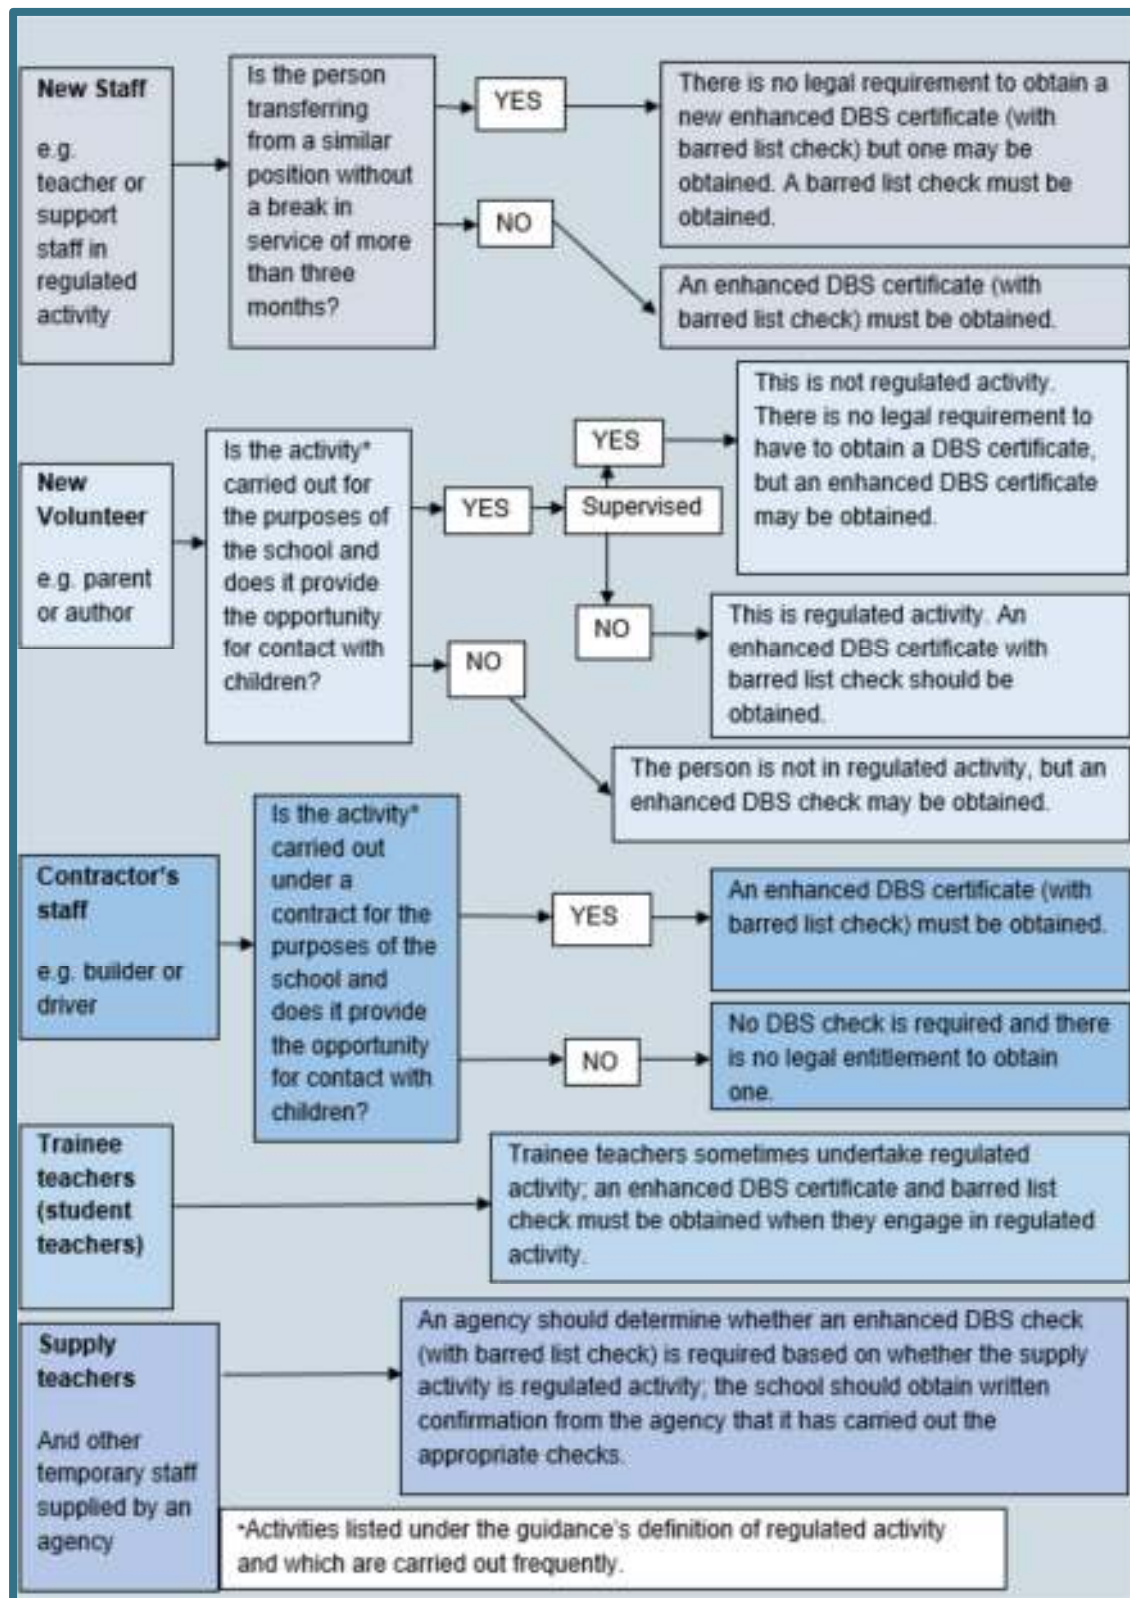 New Staff
e.g.
teacher or
support
staff in
regulated
activity
Is the person
transferring
from a similar
position without
a break in
service of more
than three
months?
YES
There is no legal requirement to obtain a
new enhanced DBS certificate (with
barred list check) but one may be
obtained. A barred list check must be
obtained.
NO
An enhanced DBS certificate (with
barred list check) must be obtained.
New
Volunteer
e.g. parent
or author
Is the activity*
carried out for
the purposes of
the school and
does it provide
the opportunity
for contact with
children?
YES
Supervised
YES
This is not regulated activity.
There is no legal requirement to
have to obtain a DBS certificate,
but an enhanced DBS certificate
may be obtained.
NO
This is regulated activity. An
enhanced DBS certificate with
barred list check should be
obtained.
NO
The person is not in regulated activity, but an
enhanced DBS check may be obtained.
Contractor's
staff
e.g. builder or
driver
Is the activity*
carried out
under a
contract for the
purposes of the
school and
does it provide
the opportunity
for contact with
children?
YES
An enhanced DBS certificate (with
barred list check) must be obtained.
NO
No DBS check is required and there
is no legal entitlement to obtain
one.
Trainee
teachers
(student
teachers)
Trainee teachers sometimes undertake regulated
activity; an enhanced DBS certificate and barred list
check must be obtained when they engage in regulated
activity.
Supply
teachers
And other
temporary staff
supplied by an
agency
An agency should determine whether an enhanced DBS check
(with barred list check) is required based on whether the supply
activity is regulated activity; the school should obtain written
confirmation from the agency that it has carried out the
appropriate checks.
*Activities listed under the guidance's definition of regulated activity
and which are carried out frequently.